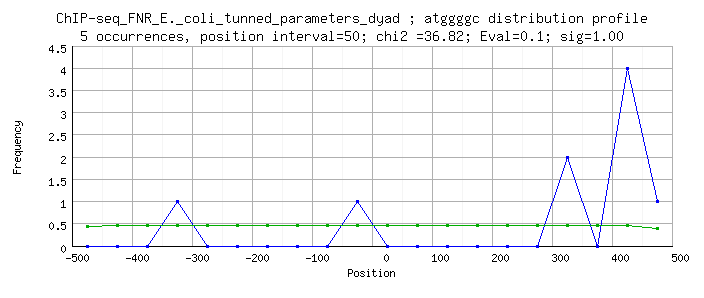 ChIP-seq_FNR_E._coli_tunned_parameters_dyad ; atggggc distribution profile
5 occurrences, position interval=50; chi2 =36.82; Eval=0.1; sig=1.00
4.5
4
3.5
3
2.5
2
1.5
1
0.5
0
Frequency
-500 -400 -300 -200 -100 0 100 200 300 400 500
Position